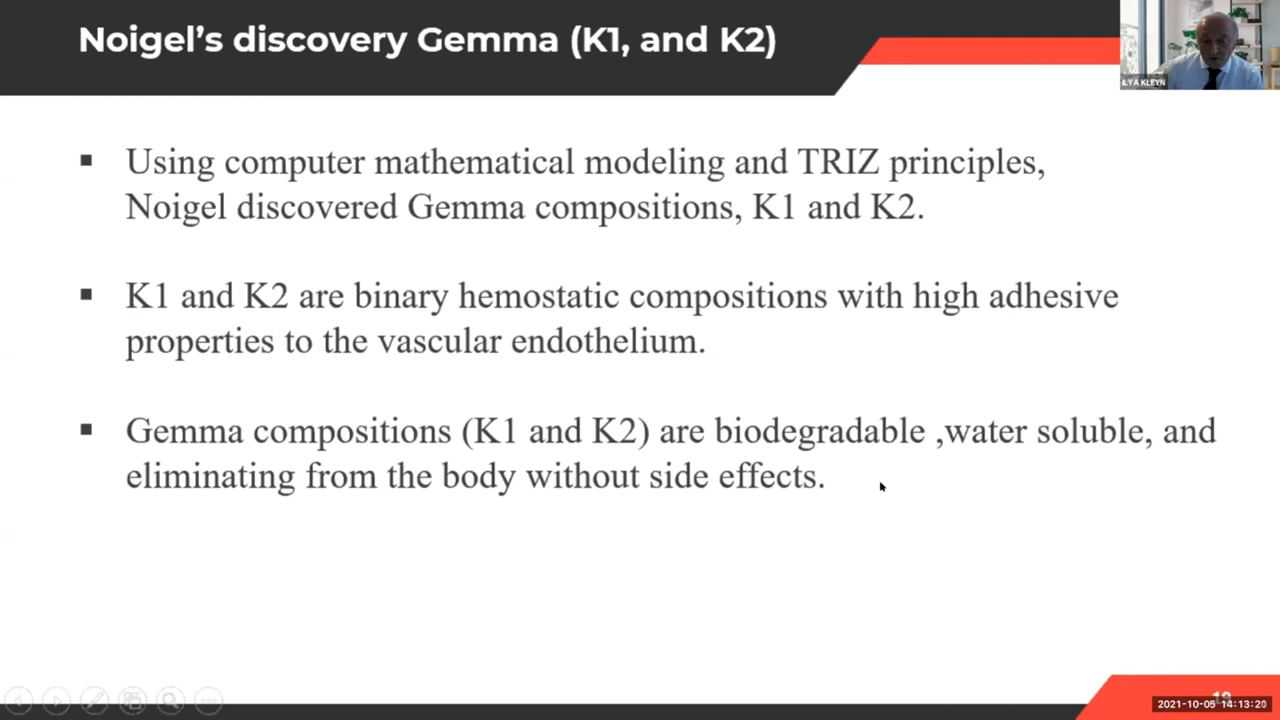 Noigel’s discovery Gemma (K1, and K2)
ILYA KLEYN
▪ Using computer mathematical modeling and TRIZ principles,
Noigel discovered Gemma compositions, K1 and K2.
▪ K1 and K2 are binary hemostatic compositions with high adhesive
properties to the vascular endothelium.
▪ Gemma compositions (K1 and K2) are biodegradable ,water soluble, and
eliminating from the body without side effects.
19
2021-10-05 14:13:20